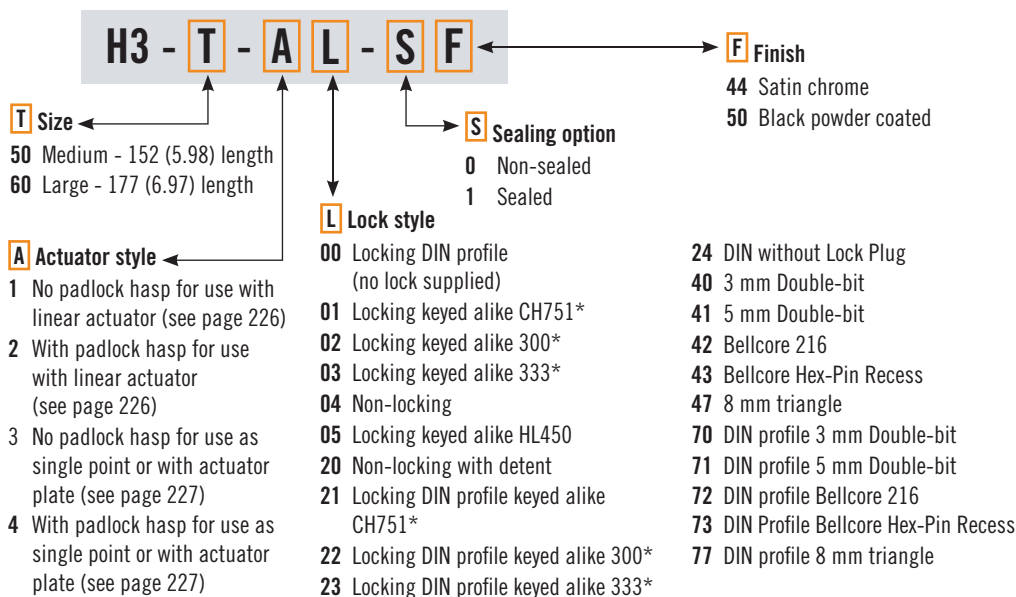 H3 - T - A L - S F
F Finish
44 Satin chrome
50 Black powder coated
T Size
50 Medium - 152 (5.98) length
60 Large - 177 (6.97) length
S Sealing option
0 Non-sealed
1 Sealed
A Actuator style
1 No padlock hasp for use with
linear actuator (see page 226)
2 With padlock hasp for use
with linear actuator
(see page 226)
3 No padlock hasp for use as
single point or with actuator
plate (see page 227)
4 With padlock hasp for use as
single point or with actuator
plate (see page 227)
L Lock style
00 Locking DIN profile
(no lock supplied)
01 Locking keyed alike CH751*
02 Locking keyed alike 300*
03 Locking keyed alike 333*
04 Non-locking
05 Locking keyed alike HL450
20 Non-locking with detent
21 Locking DIN profile keyed alike
CH751*
22 Locking DIN profile keyed alike 300*
23 Locking DIN profile keyed alike 333*
24 DIN without Lock Plug
40 3 mm Double-bit
41 5 mm Double-bit
42 Bellcore 216
43 Bellcore Hex-Pin Recess
47 8 mm triangle
70 DIN profile 3 mm Double-bit
71 DIN profile 5 mm Double-bit
72 DIN profile Bellcore 216
73 DIN Profile Bellcore Hex-Pin Recess
77 DIN profile 8 mm triangle